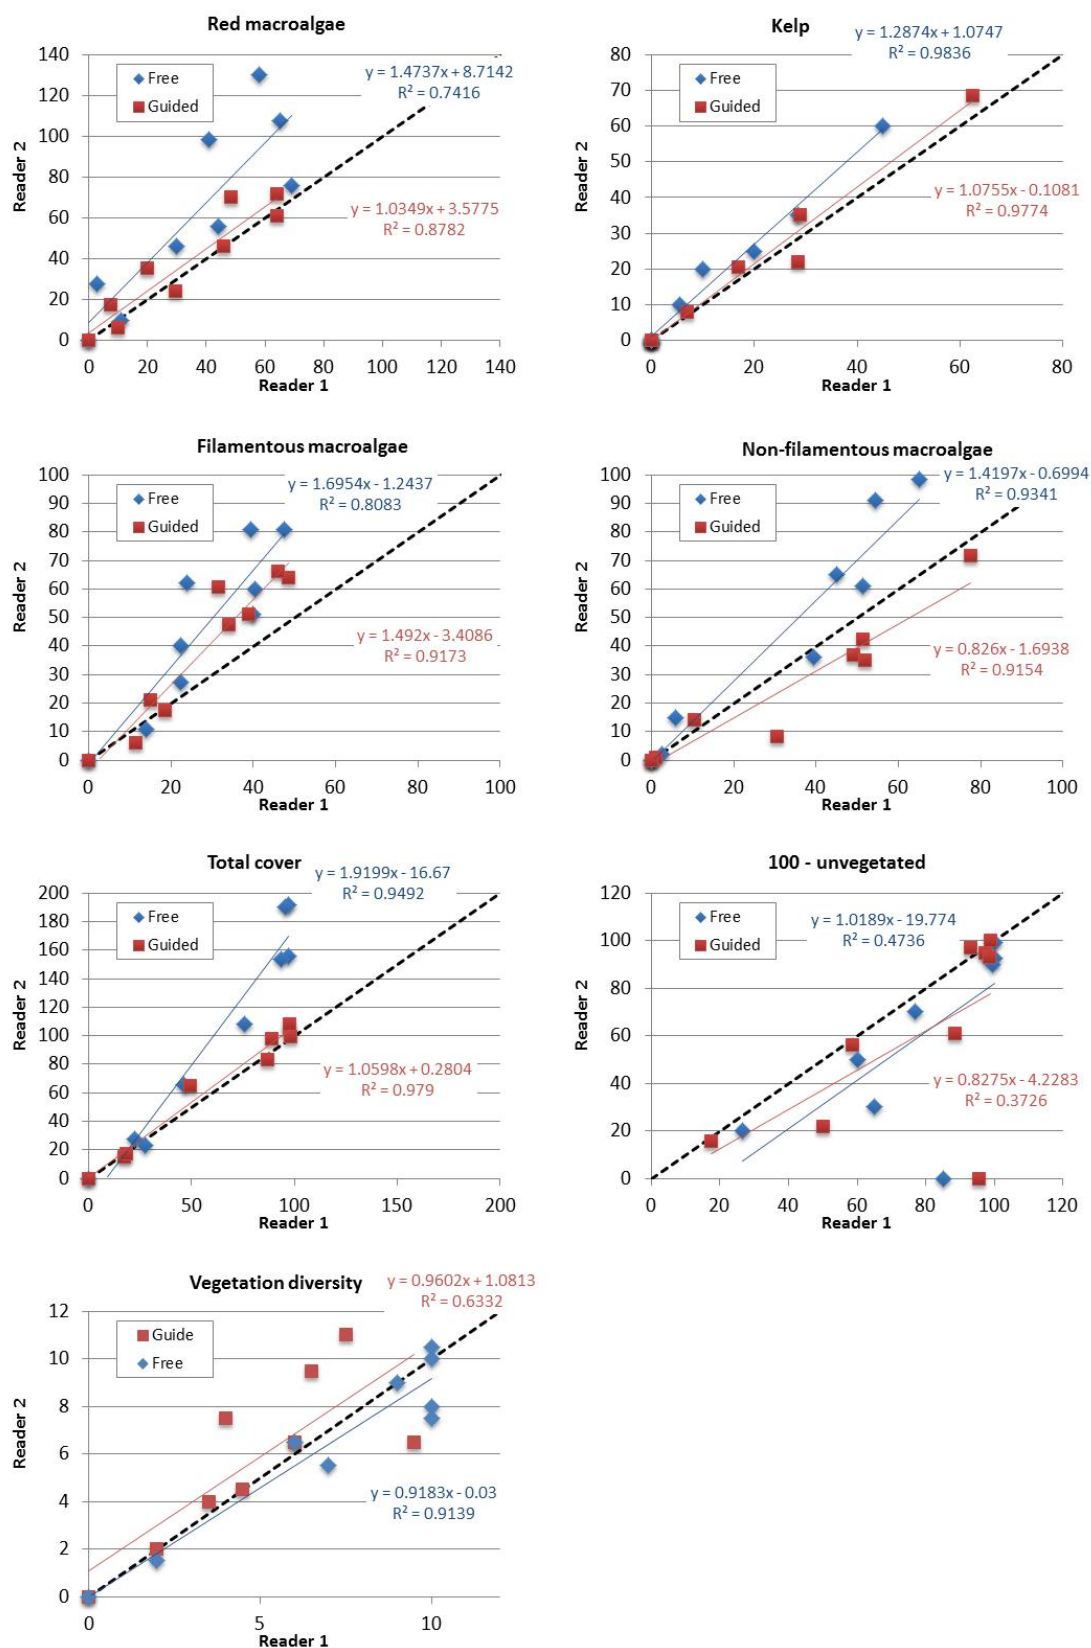 Red macroalgae
140
120
100
80
60
40
20
0
Reader 2
Free
Guided
y = 1.4737x + 8.7142
R² = 0.7416
y = 1.0349x + 3.5775
R² = 0.8782
0 20 40 60 80 100 120 140
Reader 1
Kelp
80
70
60
50
40
30
20
10
0
Reader 2
Free
Guided
y = 1.2874x + 1.0747
R² = 0.9836
y = 1.0755x - 0.1081
R² = 0.9774
0 20 40 60 80
Reader 1
Filamentous macroalgae
100
90
80
70
60
50
40
30
20
10
0
Reader 2
Free
Guided
y = 1.6954x - 1.2437
R² = 0.8083
y = 1.492x - 3.4086
R² = 0.9173
0 20 40 60 80 100
Reader 1
Non-filamentous macroalgae
100
90
80
70
60
50
40
30
20
10
0
Reader 2
Free
Guided
y = 1.4197x - 0.6994
R² = 0.9341
y = 0.826x - 1.6938
R² = 0.9154
0 20 40 60 80 100
Reader 1
Total cover
200
180
160
140
120
100
80
60
40
20
0
Reader 2
Free
Guided
y = 1.9199x - 16.67
R² = 0.9492
y = 1.0598x + 0.2804
R² = 0.979
0 50 100 150 200
Reader 1
100 - unvegetated
120
100
80
60
40
20
0
Reader 2
Free
Guided
y = 1.0189x - 19.774
R² = 0.4736
y = 0.8275x - 4.2283
R² = 0.3726
0 20 40 60 80 100 120
Reader 1
Vegetation diversity
12
10
8
6
4
2
0
Reader 2
Guide
Free
y = 0.9602x + 1.0813
R² = 0.6332
y = 0.9183x - 0.03
R² = 0.9139
0 5 10
Reader 1